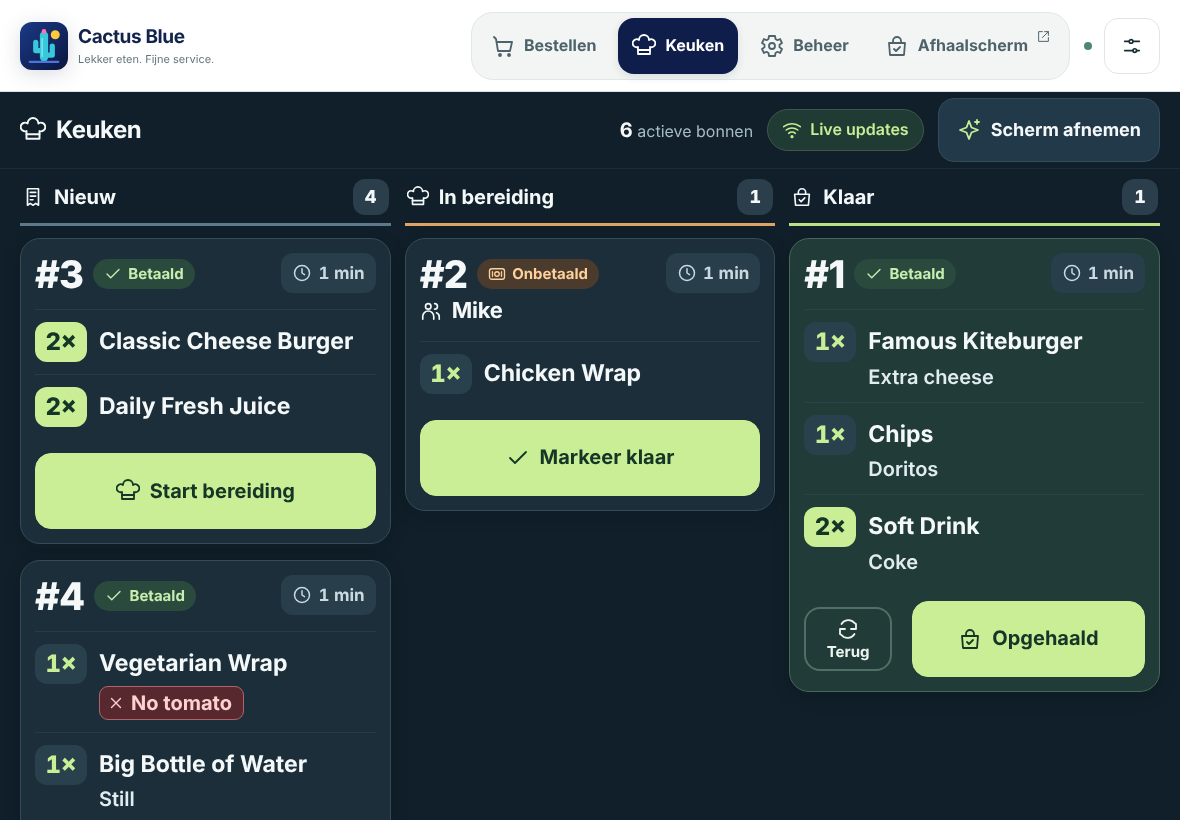 Cactus Blue
Lekker eten. Fijne service.
Bestellen
Keuken
Beheer
Afhaalscherm
Keuken
6 actieve bonnen
Live updates
Scherm afnemen
Nieuw
4
#3
Betaald
1 min
2×
Classic Cheese Burger
2×
Daily Fresh Juice
Start bereiding
#4
Betaald
1 min
1×
Vegetarian Wrap
No tomato
1×
Big Bottle of Water
Still
In bereiding
1
#2
Onbetaald
1 min
Mike
1×
Chicken Wrap
Markeer klaar
Klaar
1
#1
Betaald
1 min
1×
Famous Kiteburger
Extra cheese
1×
Chips
Doritos
2×
Soft Drink
Coke
Terug
Opgehaald